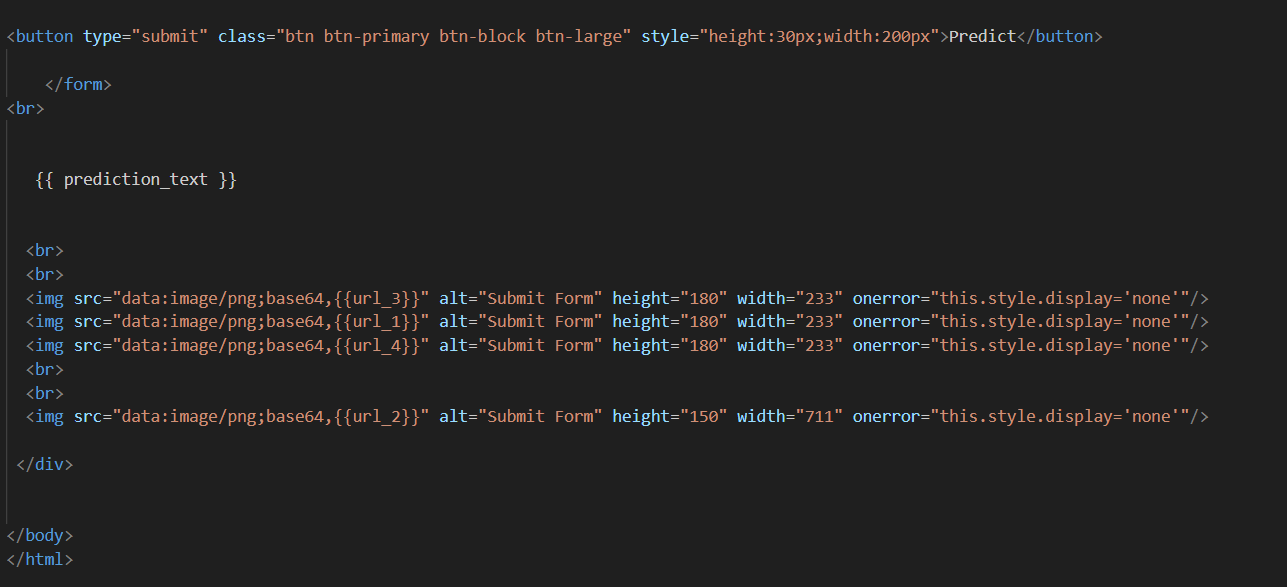 <button type="submit" class="btn btn-primary btn-block btn-large" style="height:30px;width:200px">Predict</button>
</form>
<br>
{{ prediction_text }}
<br>
<br>
<img src="data:image/png;base64,{{url_3}}" alt="Submit Form" height="180" width="233" onerror="this.style.display='none'"/>
<img src="data:image/png;base64,{{url_1}}" alt="Submit Form" height="180" width="233" onerror="this.style.display='none'"/>
<img src="data:image/png;base64,{{url_4}}" alt="Submit Form" height="180" width="233" onerror="this.style.display='none'"/>
<br>
<br>
<img src="data:image/png;base64,{{url_2}}" alt="Submit Form" height="150" width="711" onerror="this.style.display='none'"/>
</div>
</body>
</html>